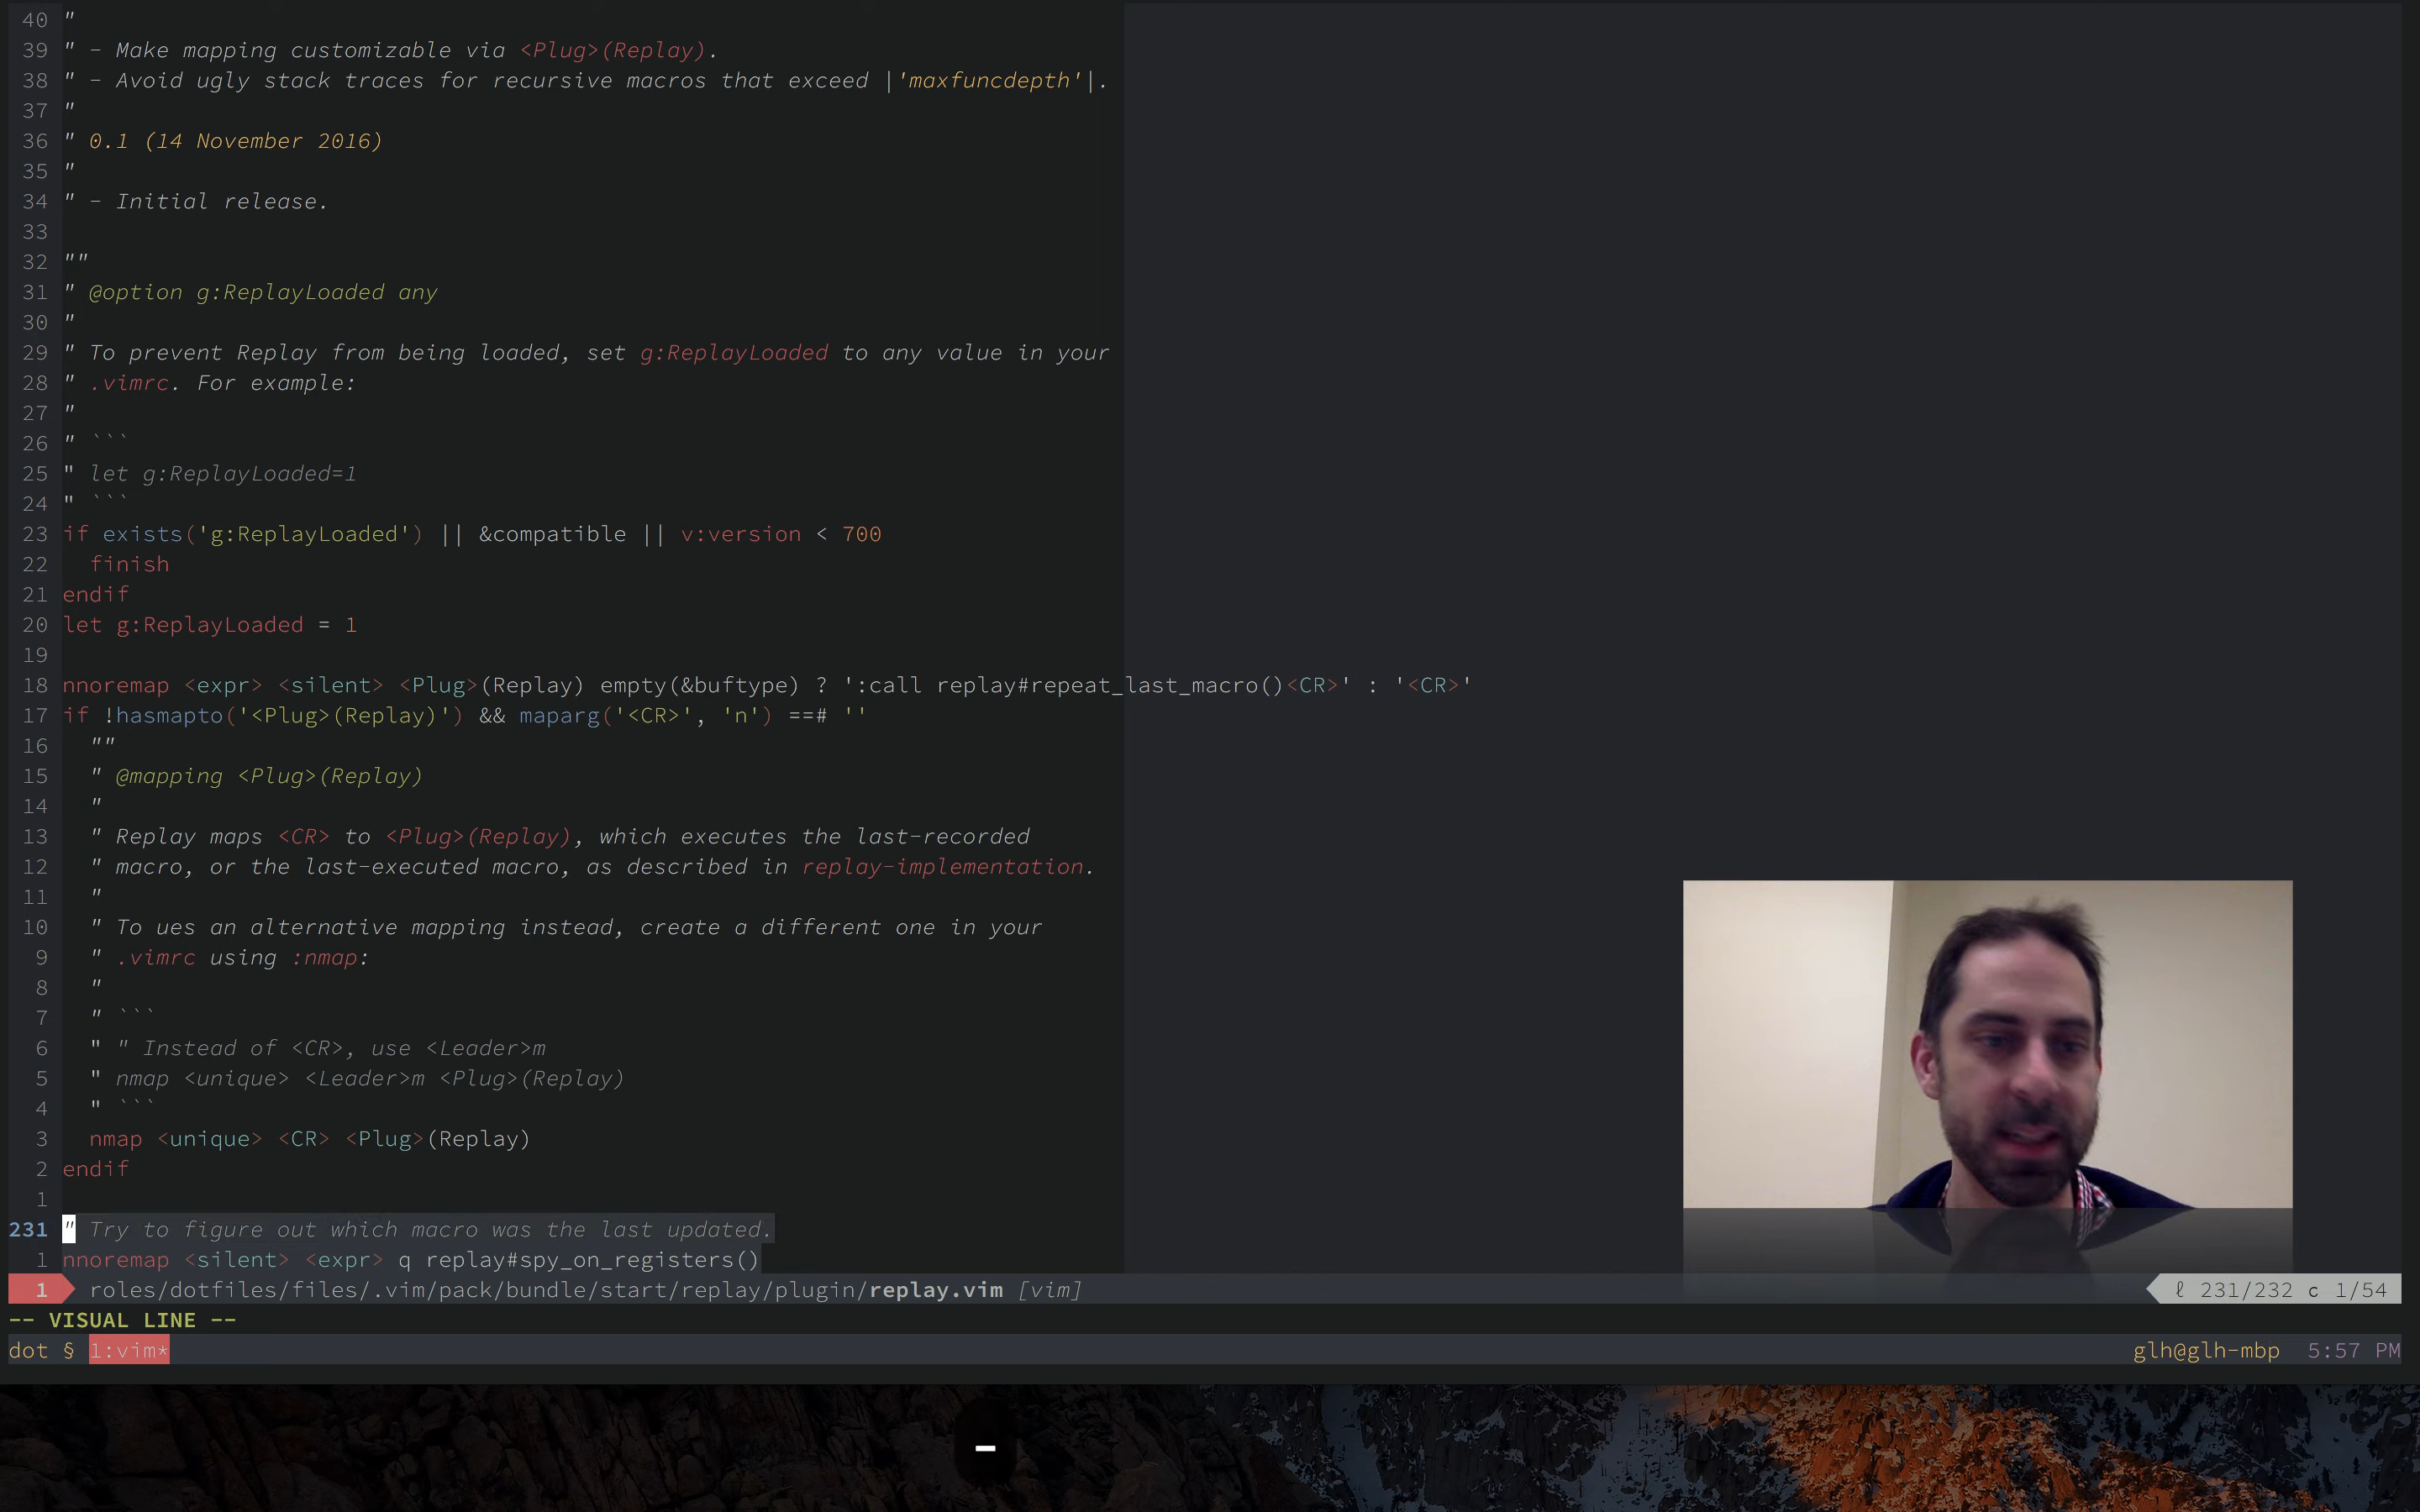 40 "
39 " - Make mapping customizable via <Plug>(Replay).
38 " - Avoid ugly stack traces for recursive macros that exceed |'maxfuncdepth'|.
37 "
36 " 0.1 (14 November 2016)
35 "
34 " - Initial release.
33
32 ""
31 " @option g:ReplayLoaded any
30 "
29 " To prevent Replay from being loaded, set g:ReplayLoaded to any value in your
28 " .vimrc. For example:
27 "
26 " ```
25 " let g:ReplayLoaded=1
24 " ```
23 if exists('g:ReplayLoaded') || &compatible || v:version < 700
22   finish
21 endif
20 let g:ReplayLoaded = 1
19
18 nnoremap <expr> <silent> <Plug>(Replay) empty(&buftype) ? ':call replay#repeat_last_macro()<CR>' : '<CR>'
17 if !hasmapto('<Plug>(Replay)') && maparg('<CR>', 'n') ==# ''
16   ""
15   " @mapping <Plug>(Replay)
14   "
13   " Replay maps <CR> to <Plug>(Replay), which executes the last-recorded
12   " macro, or the last-executed macro, as described in replay-implementation.
11   "
10   " To ues an alternative mapping instead, create a different one in your
9   " .vimrc using :nmap:
8   "
7   " ```
6   " " Instead of <CR>, use <Leader>m
5   " nmap <unique> <Leader>m <Plug>(Replay)
4   " ```
3   nmap <unique> <CR> <Plug>(Replay)
2 endif
1
231 " Try to figure out which macro was the last updated.
1 nnoremap <silent> <expr> q replay#spy_on_registers()
1 roles/dotfiles/files/.vim/pack/bundle/start/replay/plugin/replay.vim [vim] ℓ 231/232 c 1/54
-- VISUAL LINE --
dot § 1:vim* glh@glh-mbp 5:57 PM
-